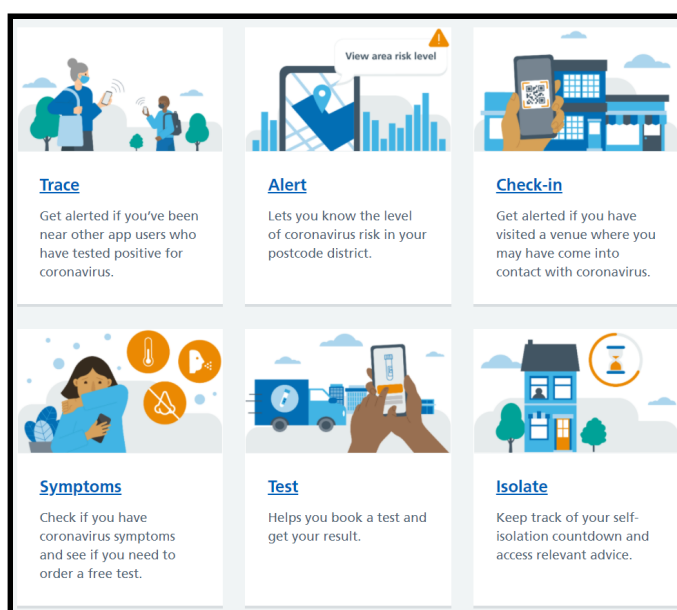 View area risk level
Trace
Get alerted if you've been
near other app users who
have tested positive for
coronavirus.
Alert
Lets you know the level
of coronavirus risk in your
postcode district.
Check-in
Get alerted if you have
visited a venue where you
may have come into
contact with coronavirus.
Symptoms
Check if you have
coronavirus symptoms
and see if you need to
order a free test.
Test
Helps you book a test and
get your result.
Isolate
Keep track of your self-
isolation countdown and
access relevant advice.